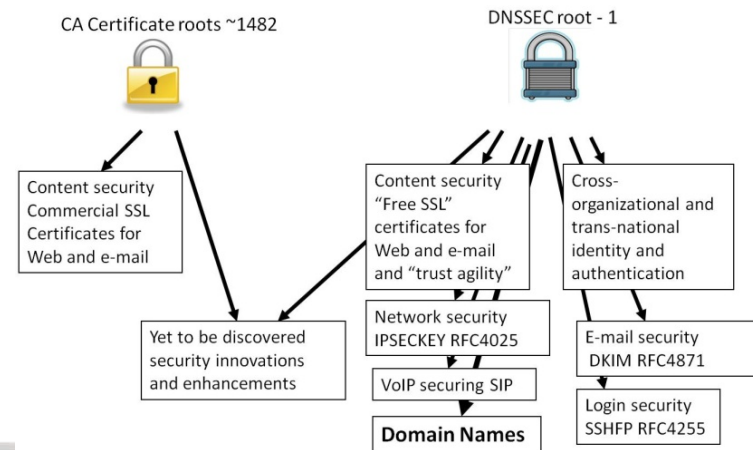 CA Certificate roots ~1482
DNSSEC root - 1
Content security
Commercial SSL
Certificates for
Web and e-mail
Content security
“Free SSL”
certificates for
Web and e-mail
and “trust agility”
Cross-
organizational and
trans-national
identity and
authentication
Yet to be discovered
security innovations
and enhancements
Network security
IPSECKEY RFC4025
E-mail security
DKIM RFC4871
VoIP securing SIP
Login security
SSHFP RFC4255
Domain Names